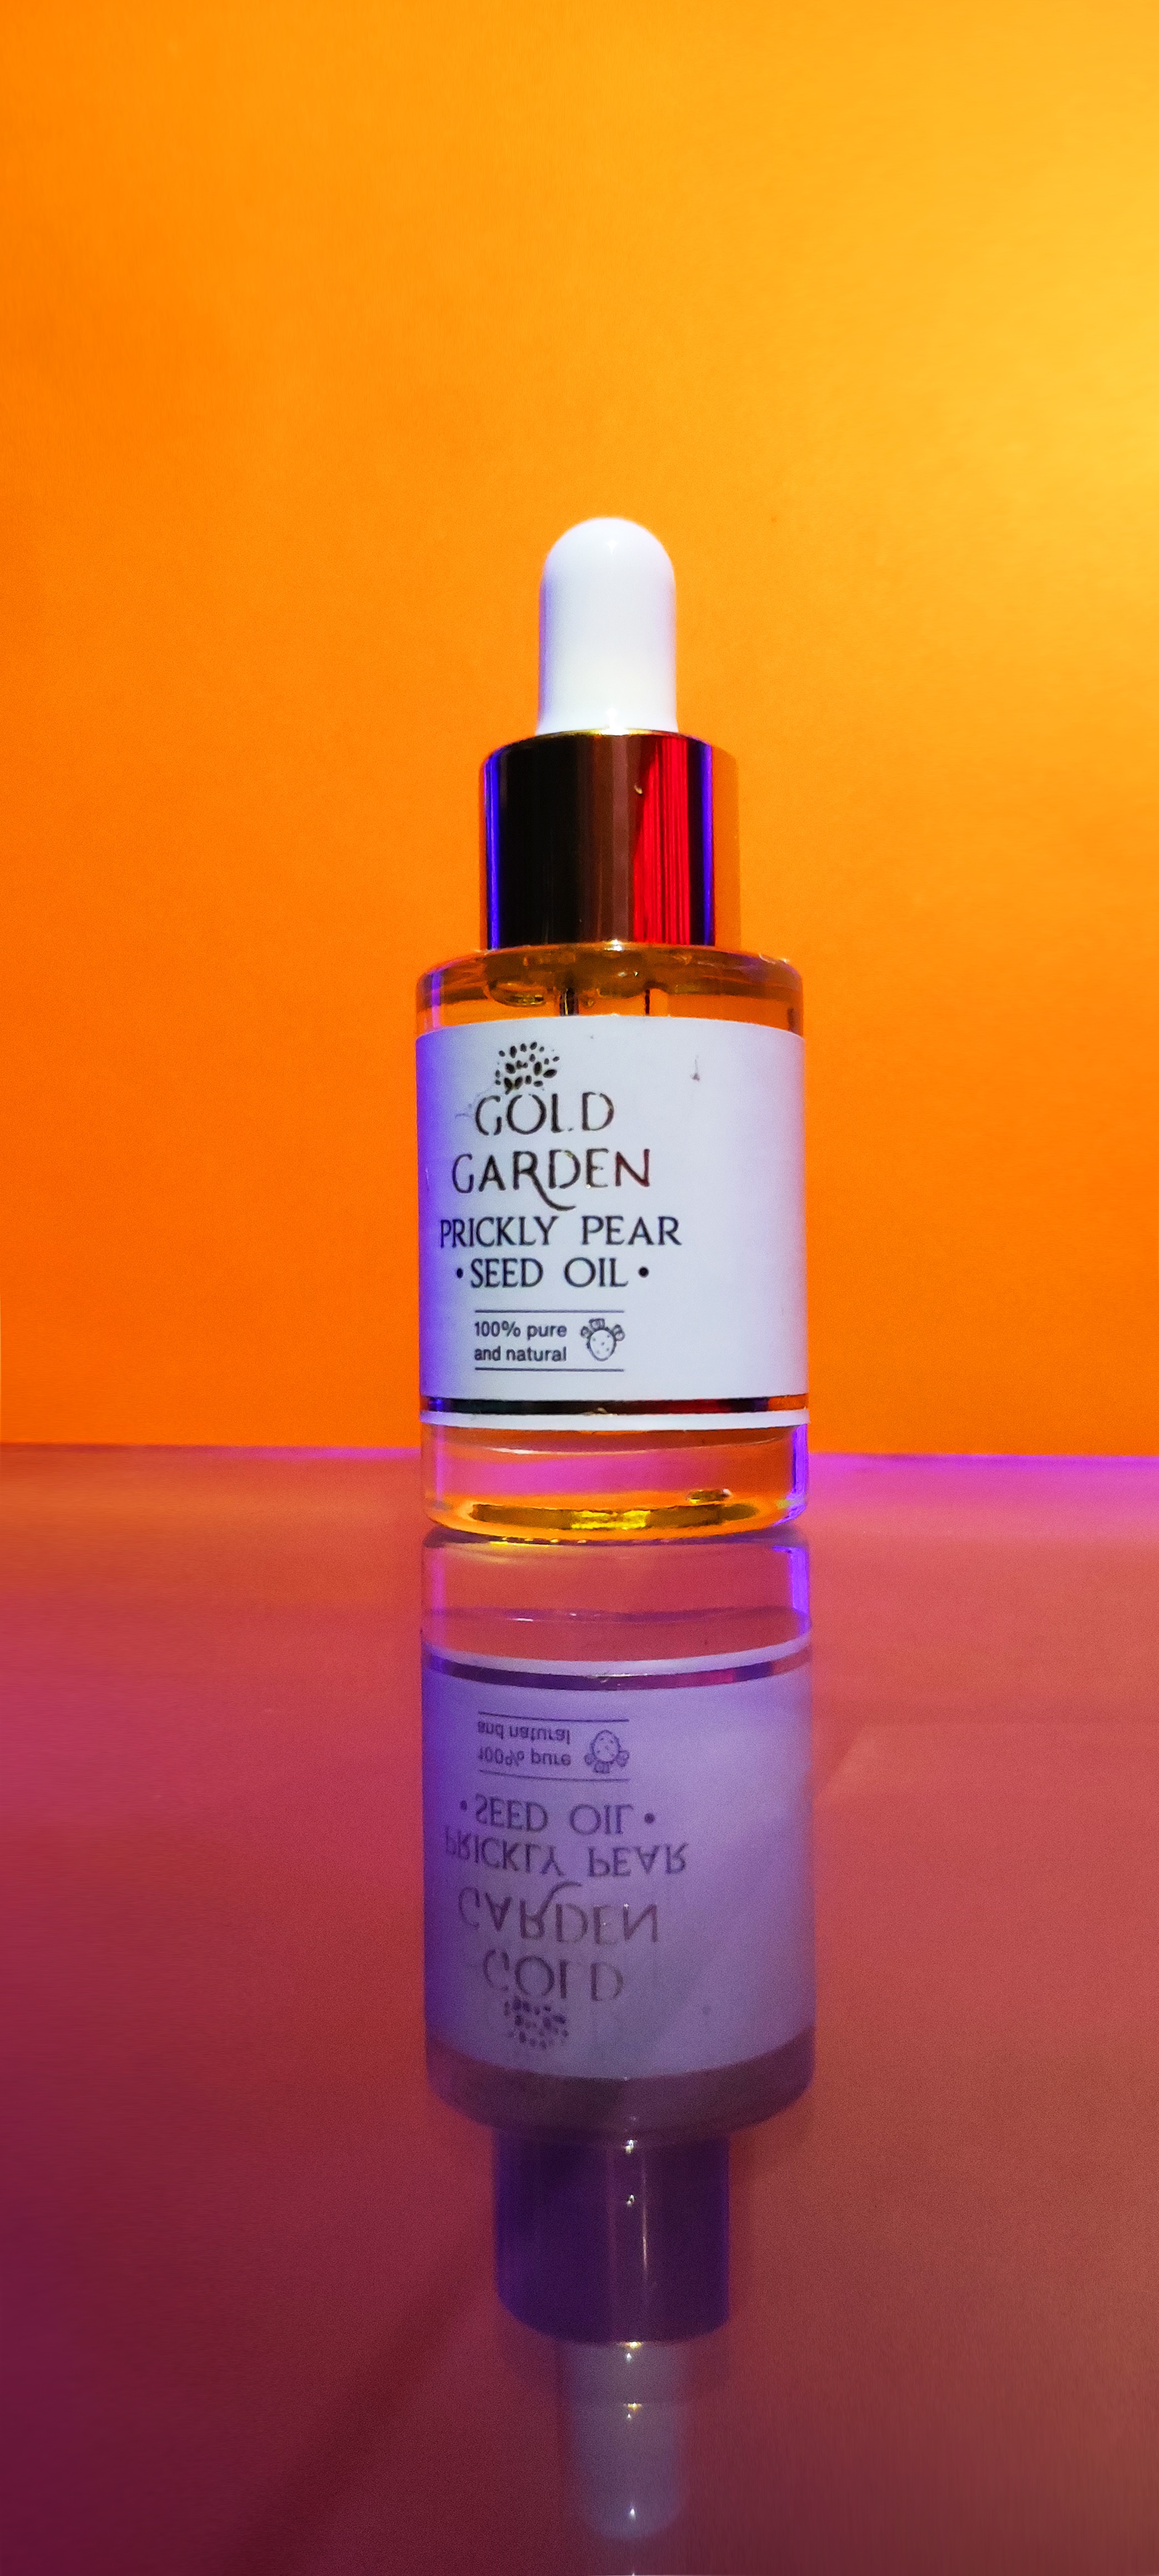 GOLD
GARDEN
PRICKLY PEAR
• SEED OIL •
100% pure
and natural